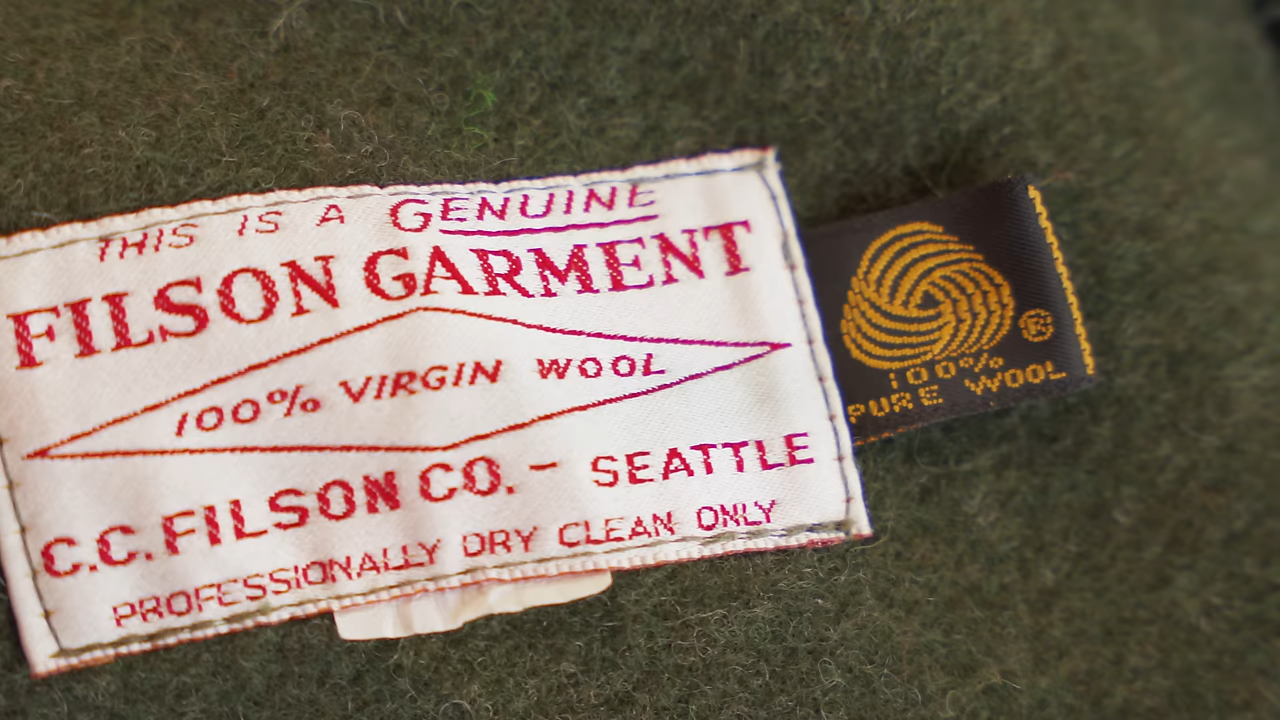 THIS IS A GENUINE
FILSON GARMENT
100% VIRGIN WOOL
C.C. FILSON CO. - SEATTLE
PROFESSIONALLY DRY CLEAN ONLY
®
100%
PURE WOOL